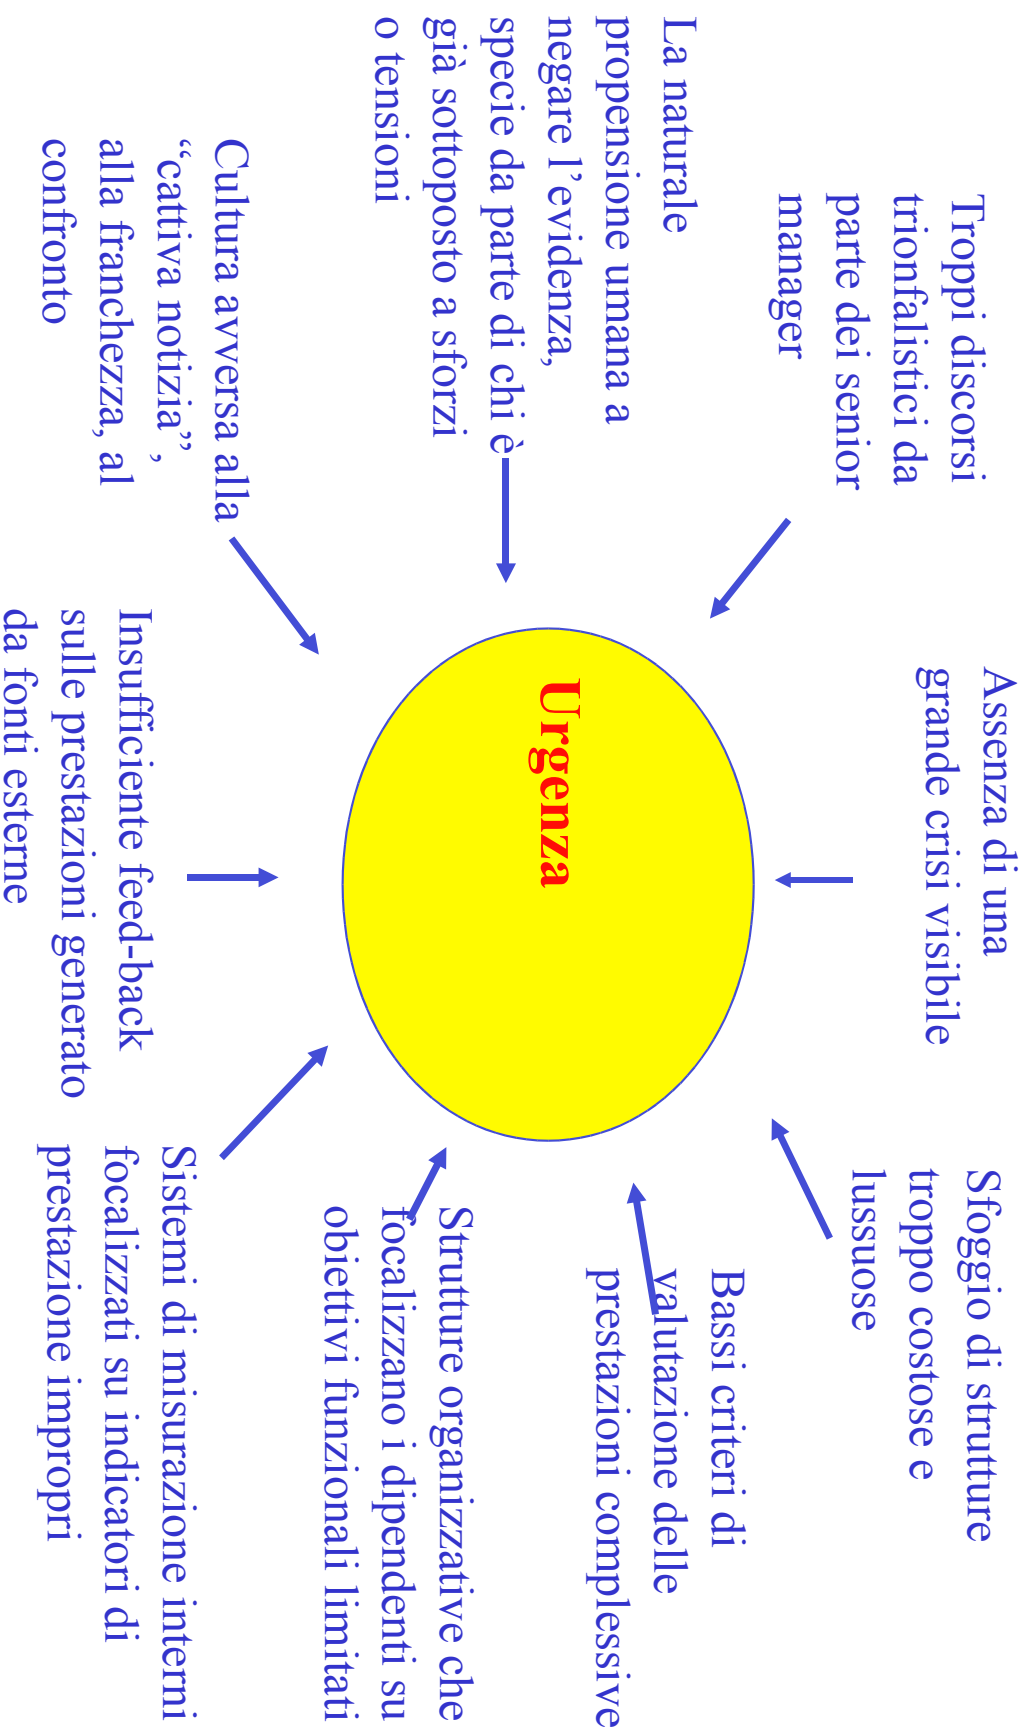 Assenza di una
grande crisi visibile
Troppi discorsi
trionfalistici da
parte dei senior
manager
Sfoggio di strutture
troppo costose e
lussuose
La naturale
propensione umana a
negare l’evidenza,
specie da parte di chi è
già sottoposto a sforzi
o tensioni
Urgenza
Bassi criteri di
valutazione delle
prestazioni complessive
Strutture organizzative che
focalizzano i dipendenti su
obiettivi funzionali limitati
Cultura avversa alla
“cattiva notizia”,
alla franchezza, al
confronto
Insufficiente feed-back
sulle prestazioni generato
da fonti esterne
Sistemi di misurazione interni
focalizzati su indicatori di
prestazione impropri